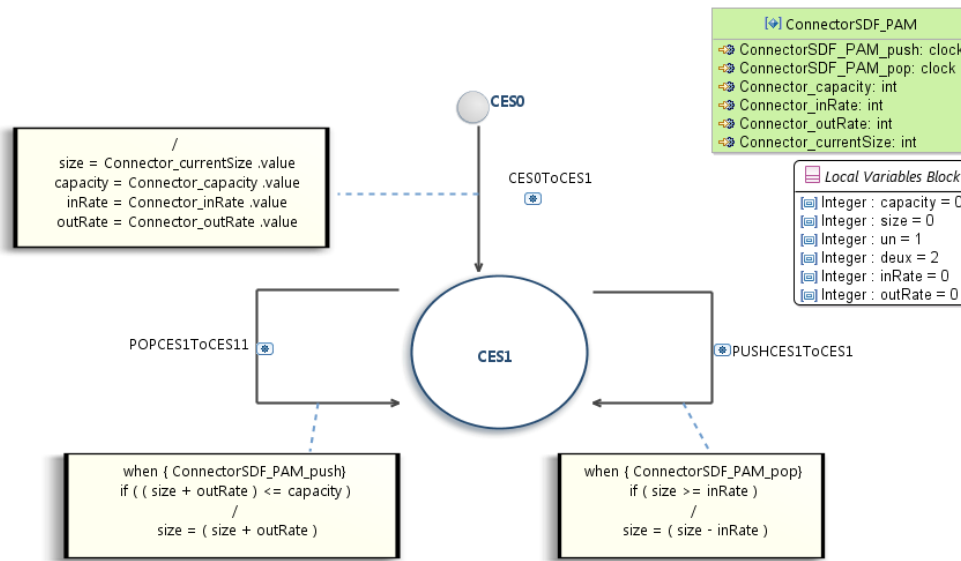 ConnectorSDF_PAM
ConnectorSDF_PAM_push: clock
ConnectorSDF_PAM_pop: clock
Connector_capacity: int
Connector_inRate: int
Connector_outRate: int
Connector_currentSize: int
CES0
/
size = Connector_currentSize .value
capacity = Connector_capacity .value
inRate = Connector_inRate .value
outRate = Connector_outRate .value
CES0ToCES1
Local Variables Block
Integer : capacity = 0
Integer : size = 0
Integer : un = 1
Integer : deux = 2
Integer : inRate = 0
Integer : outRate = 0
POPCES1ToCES11
CES1
PUSHCES1ToCES1
when { ConnectorSDF_PAM_push}
if ( ( size + outRate ) <= capacity )
/
size = ( size + outRate )
when { ConnectorSDF_PAM_pop}
if ( size >= inRate )
/
size = ( size - inRate )